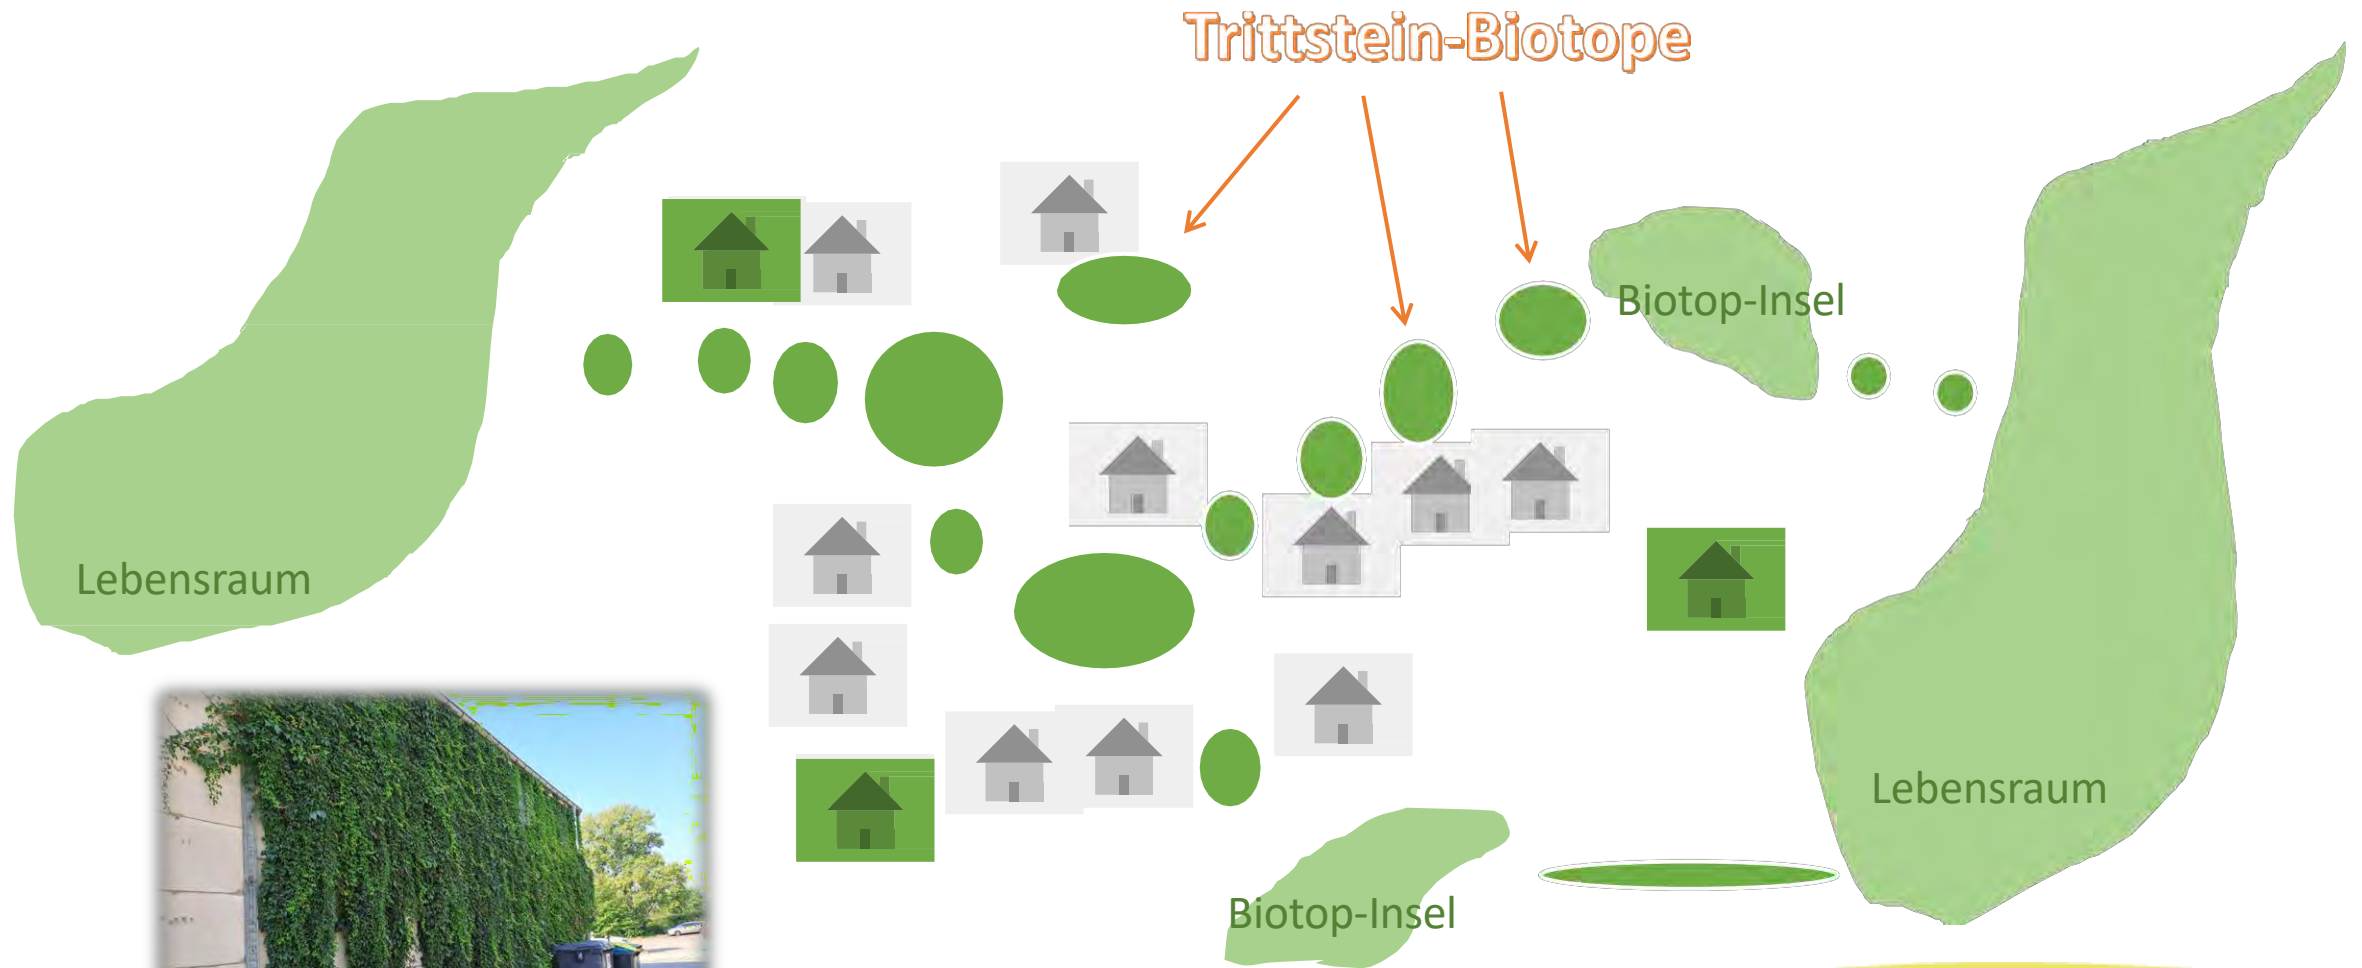 Trittstein-Biotope
Biotop-Insel
Lebensraum
Lebensraum
Biotop-Insel